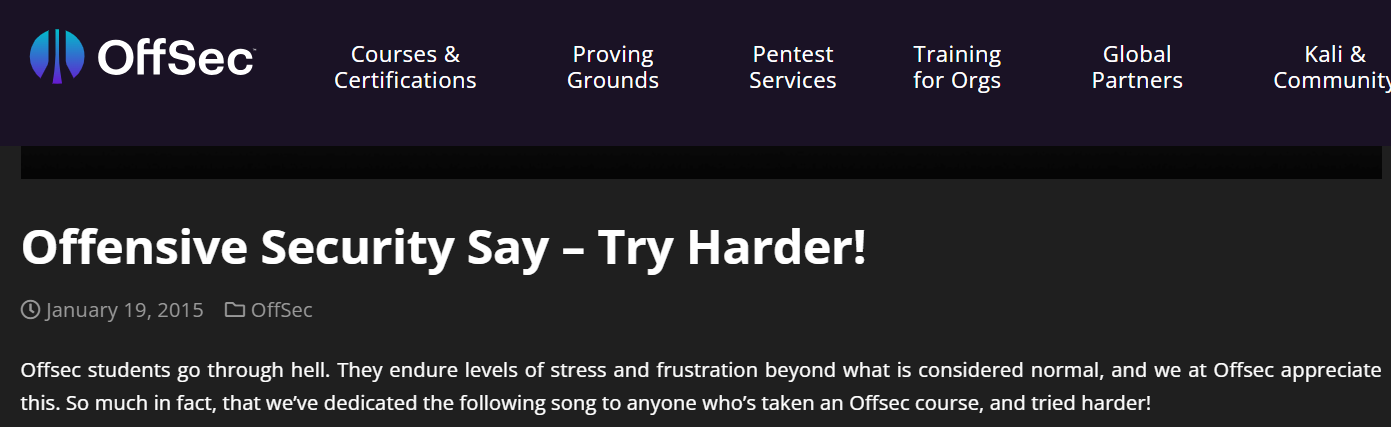 OffSec
Courses &
Certifications
Proving
Grounds
Pentest
Services
Training
for Orgs
Global
Partners
Kali &
Community
Offensive Security Say – Try Harder!
January 19, 2015 OffSec
Offsec students go through hell. They endure levels of stress and frustration beyond what is considered normal, and we at Offsec appreciate
this. So much in fact, that we’ve dedicated the following song to anyone who’s taken an Offsec course, and tried harder!